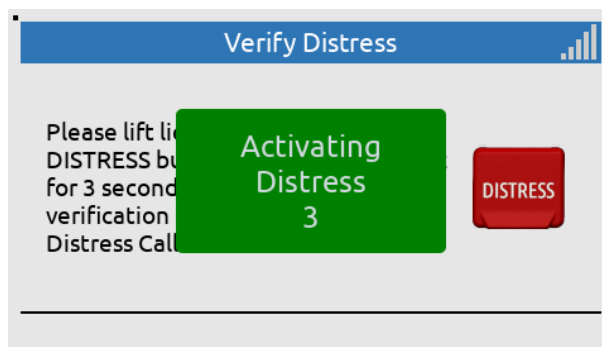 Verify Distress
Please lift
DISTRESS
for 3
verification
Distress Call
Activating
Distress
3
DISTRESS